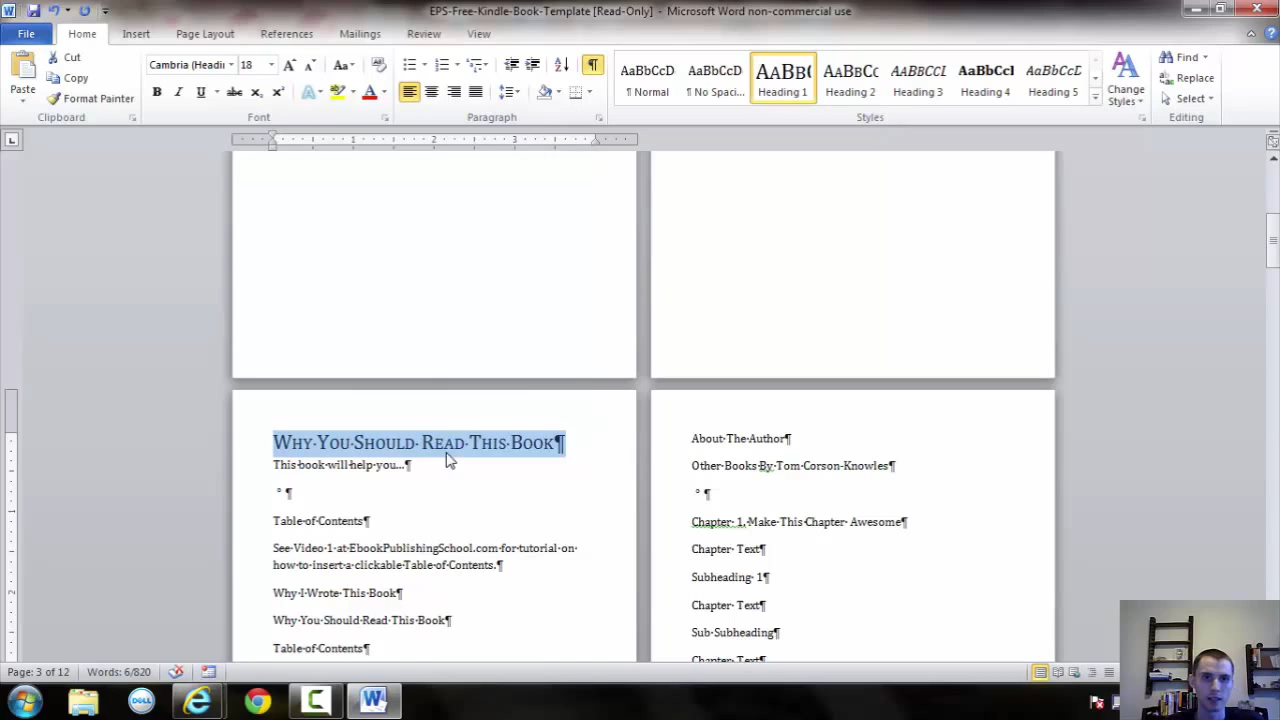 EPS-Free-Kindle-Book-Template [Read-Only] – Microsoft Word non-commercial use
File Home Insert Page Layout References Mailings Review View
Paste
Cut
Copy
Format Painter
Clipboard
Cambria (Headi 18
Font
Paragraph
AaBbCcD AaBbCcD AaBb( AaBbCc AaBbCcI AaBbCcI AaBbCcD
¶ Normal ¶ No Spaci... Heading 1 Heading 2 Heading 3 Heading 4 Heading 5
Styles
Change
Styles
Find
Replace
Select
Editing
1 2 3
Why·You·Should·Read·This·Book¶
This·book·will·help·you...¶
° ¶
Table·of·Contents¶
See·Video·1·at·EbookPublishingSchool.com·for·tutorial·on·
how·to·insert·a·clickable·Table·of·Contents.¶
Why·I·Wrote·This·Book¶
Why·You·Should·Read·This·Book¶
Table·of·Contents¶
About·The·Author¶
Other·Books·By·Tom·Corson-Knowles¶
° ¶
Chapter·1.·Make·This·Chapter·Awesome¶
Chapter·Text¶
Subheading·1¶
Chapter·Text¶
Sub-Subheading¶
Chapter·Text¶
Page: 3 of 12 Words: 6/820
DELL